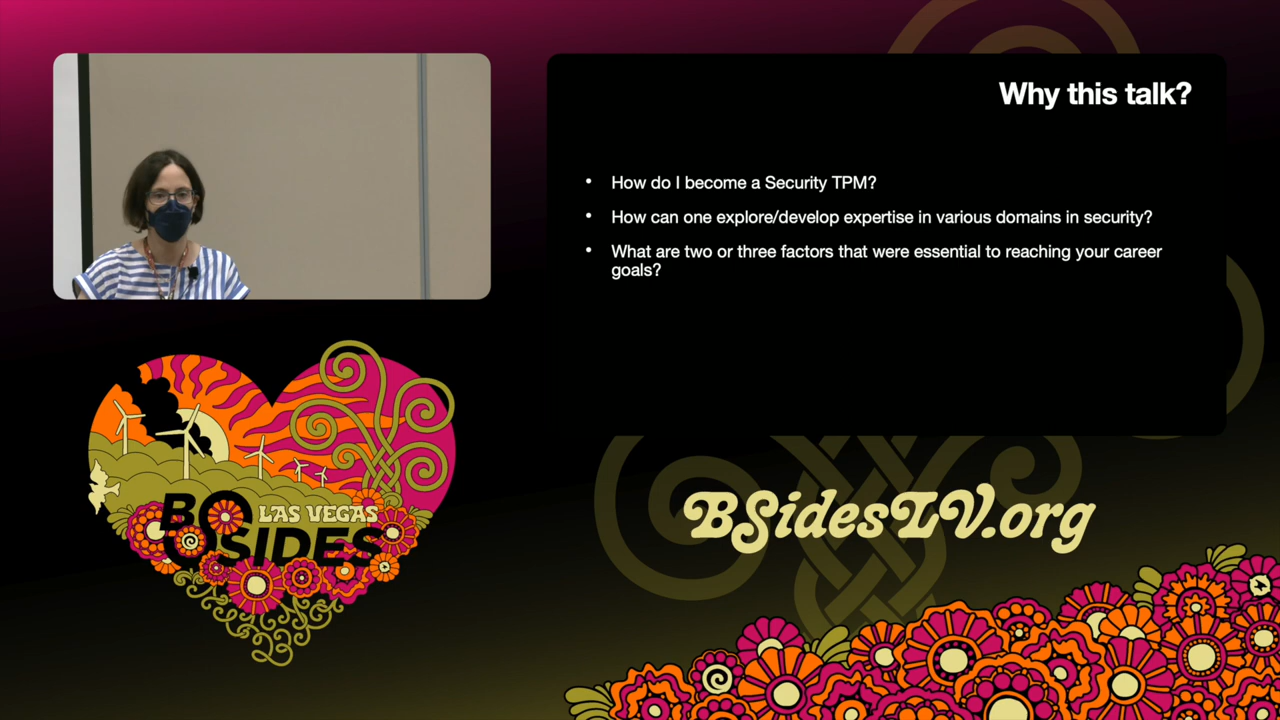 Why this talk?
• How do I become a Security TPM?
• How can one explore/develop expertise in various domains in security?
• What are two or three factors that were essential to reaching your career
goals?
BSIDES
LAS VEGAS
23
BSidesLV.org